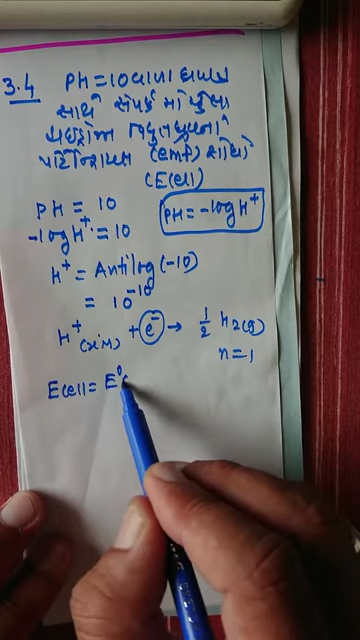 3.4 PH = 10 વાળા દ્રાવણ
સાથે સંપર્ક માં મુકેલા
હાઇડ્રોજન વિદ્યુતધ્રુવનો
પોટેન્શિયલ (emf) શોધો
(Ecell)
PH = 10
PH = -log H⁺
-log H⁺ = 10
H⁺ = Antilog (-10)
= 10⁻¹⁰
H⁺(xM) + e⁻ → ½ H₂(g)
n = 1
Ecell = E⁰